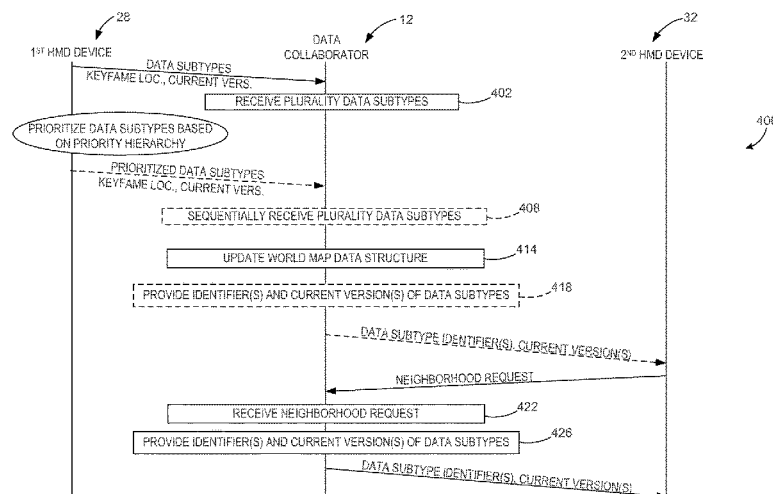 28
1ST HMD DEVICE
DATA
COLLABORATOR
12
32
2ND HMD DEVICE
DATA SUBTYPES
KEYFAME LOC., CURRENT VERS.
RECEIVE PLURALITY DATA SUBTYPES
402
PRIORITIZE DATA SUBTYPES BASED
ON PRIORITY HIERARCHY
400
PRIORITIZED DATA SUBTYPES
KEYFAME LOC., CURRENT VERS.
SEQUENTIALLY RECEIVE PLURALITY DATA SUBTYPES
408
UPDATE WORLD MAP DATA STRUCTURE
414
PROVIDE IDENTIFIER(S) AND CURRENT VERSION(S) OF DATA SUBTYPES
418
DATA SUBTYPE IDENTIFIER(S), CURRENT VERSION(S)
NEIGHBORHOOD REQUEST
RECEIVE NEIGHBORHOOD REQUEST
422
PROVIDE IDENTIFIER(S) AND CURRENT VERSION(S) OF DATA SUBTYPES
426
DATA SUBTYPE IDENTIFIER(S), CURRENT VERSION(S)